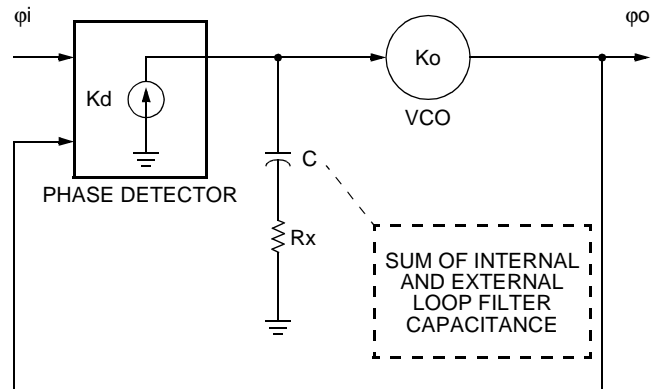 φi
φo
Kd
Ko
VCO
PHASE DETECTOR
C
Rx
SUM OF INTERNAL
AND EXTERNAL
LOOP FILTER
CAPACITANCE